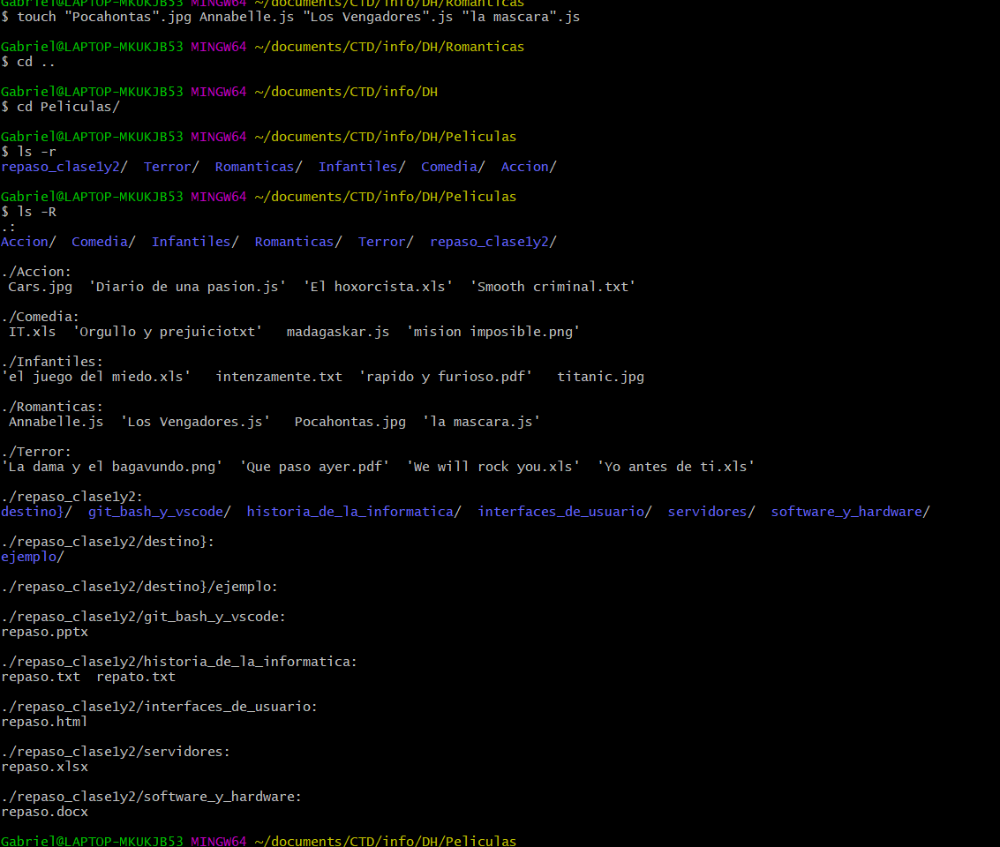 Gabriel@LAPTOP-MKUKJB53 MINGW64 ~/documents/CTD/info/DH/Romanticas
$ touch "Pocahontas".jpg Annabelle.js "Los Vengadores".js "la mascara".js
Gabriel@LAPTOP-MKUKJB53 MINGW64 ~/documents/CTD/info/DH/Romanticas
$ cd ..
Gabriel@LAPTOP-MKUKJB53 MINGW64 ~/documents/CTD/info/DH
$ cd Peliculas/
Gabriel@LAPTOP-MKUKJB53 MINGW64 ~/documents/CTD/info/DH/Peliculas
$ ls -r
repaso_clase1y2/  Terror/  Romanticas/  Infantiles/  Comedia/  Accion/
Gabriel@LAPTOP-MKUKJB53 MINGW64 ~/documents/CTD/info/DH/Peliculas
$ ls -R
.:
Accion/  Comedia/  Infantiles/  Romanticas/  Terror/  repaso_clase1y2/
./Accion:
 Cars.jpg  'Diario de una pasion.js'  'El hoxorcista.xls'  'Smooth criminal.txt'
./Comedia:
 IT.xls  'Orgullo y prejuiciotxt'   madagaskar.js  'mision imposible.png'
./Infantiles:
'el juego del miedo.xls'   intenzamente.txt  'rapido y furioso.pdf'   titanic.jpg
./Romanticas:
 Annabelle.js  'Los Vengadores.js'   Pocahontas.jpg  'la mascara.js'
./Terror:
'La dama y el bagavundo.png'  'Que paso ayer.pdf'  'We will rock you.xls'  'Yo antes de ti.xls'
./repaso_clase1y2:
destino}/  git_bash_y_vscode/  historia_de_la_informatica/  interfaces_de_usuario/  servidores/  software_y_hardware/
./repaso_clase1y2/destino}:
ejemplo/
./repaso_clase1y2/destino}/ejemplo:
./repaso_clase1y2/git_bash_y_vscode:
repaso.pptx
./repaso_clase1y2/historia_de_la_informatica:
repaso.txt  repato.txt
./repaso_clase1y2/interfaces_de_usuario:
repaso.html
./repaso_clase1y2/servidores:
repaso.xlsx
./repaso_clase1y2/software_y_hardware:
repaso.docx
Gabriel@LAPTOP-MKUKJB53 MINGW64 ~/documents/CTD/info/DH/Peliculas